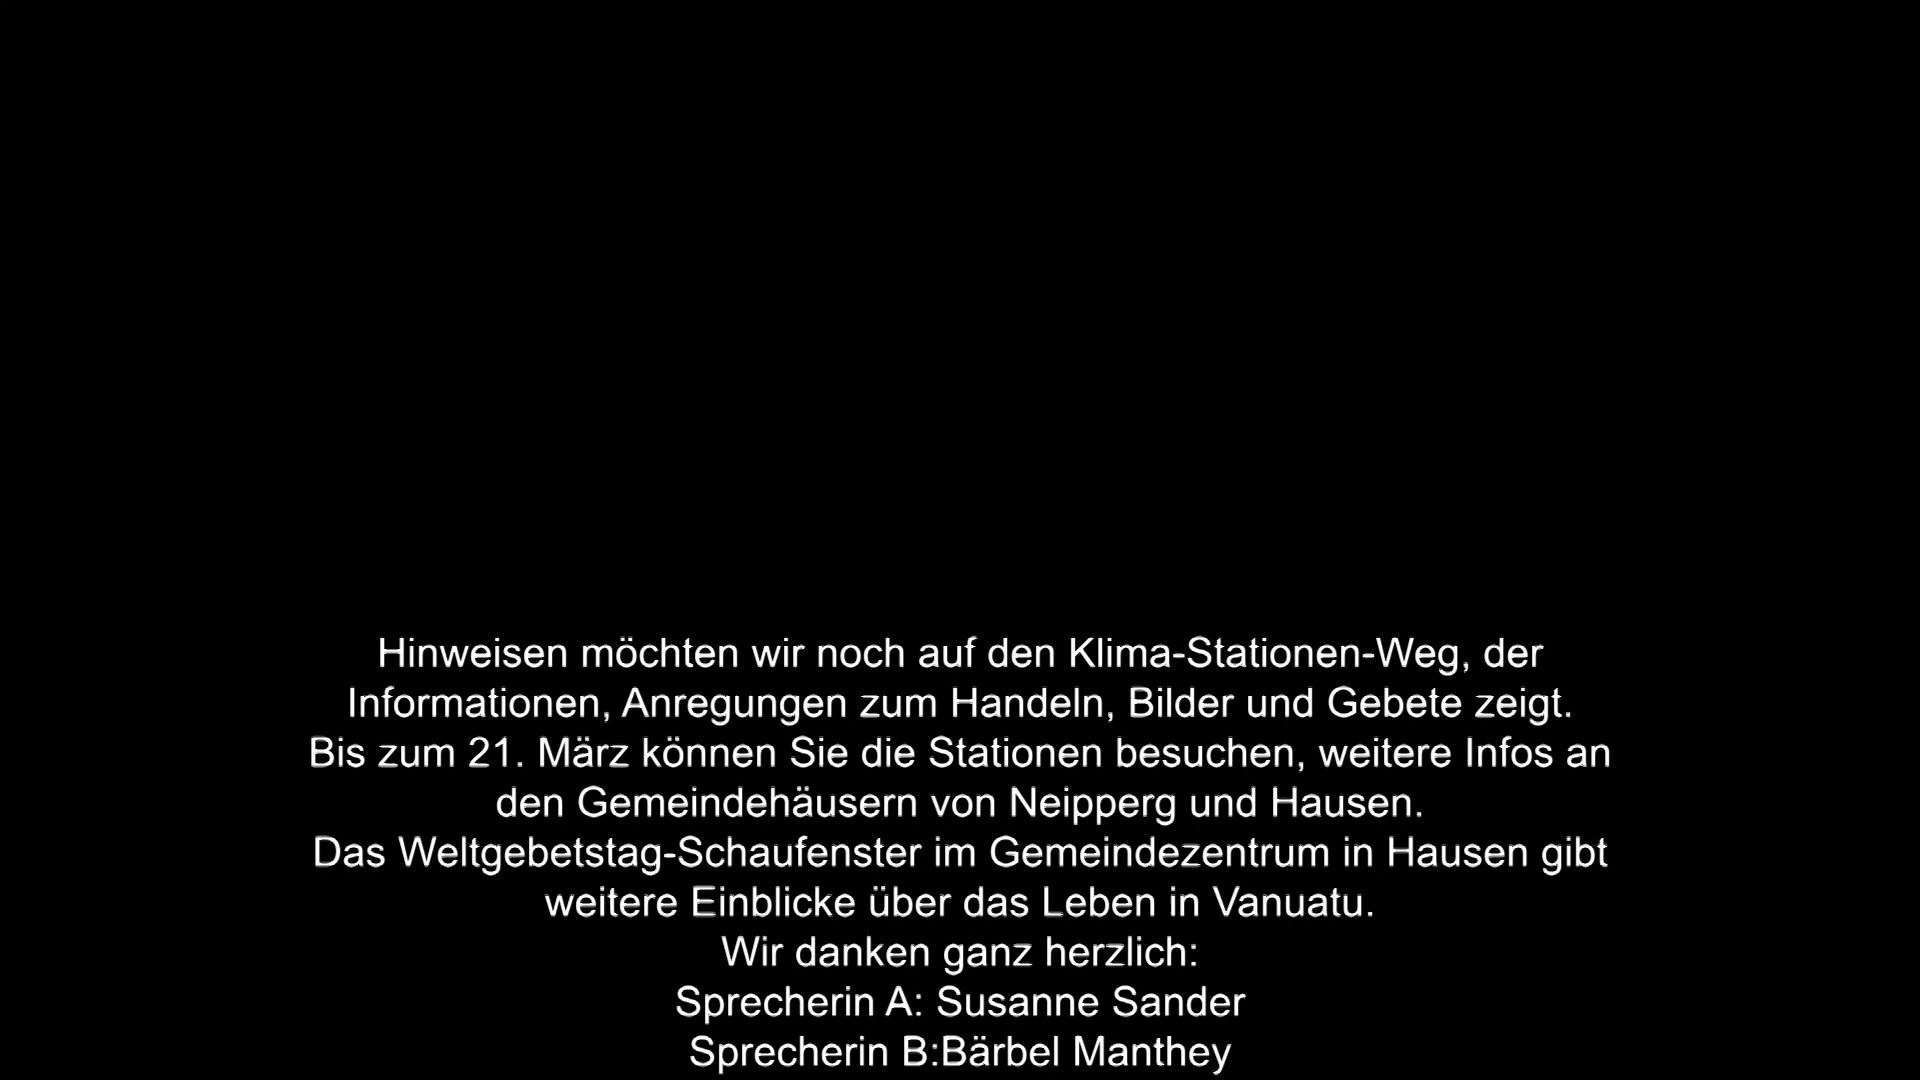 Hinweisen möchten wir noch auf den Klima-Stationen-Weg, der
Informationen, Anregungen zum Handeln, Bilder und Gebete zeigt.
Bis zum 21. März können Sie die Stationen besuchen, weitere Infos an
den Gemeindehäusern von Neipperg und Hausen.
Das Weltgebetstag-Schaufenster im Gemeindezentrum in Hausen gibt
weitere Einblicke über das Leben in Vanuatu.
Wir danken ganz herzlich:
Sprecherin A: Susanne Sander
Sprecherin B:Bärbel Manthey